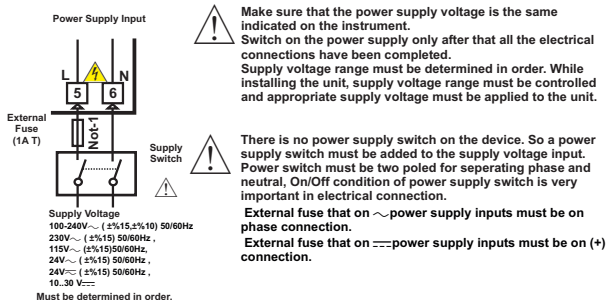 Power Supply Input
L
N
5
6
External
Fuse
(1A T)
Not-1
Supply
Switch
Supply Voltage
100-240V∼ ( ±%15,±%10) 50/60Hz
230V∼ ( ±%15) 50/60Hz ,
115V∼ (±%15)50/60Hz,
24V∼ ( ±%15) 50/60Hz ,
24V⎓∼ ( ±%15) 50/60Hz ,
10..30 V⎓
Must be determined in order.
Make sure that the power supply voltage is the same
indicated on the instrument.
Switch on the power supply only after that all the electrical
connections have been completed.
Supply voltage range must be determined in order. While
installing the unit, supply voltage range must be controlled
and appropriate supply voltage must be applied to the unit.
There is no power supply switch on the device. So a power
supply switch must be added to the supply voltage input.
Power switch must be two poled for seperating phase and
neutral, On/Off condition of power supply switch is very
important in electrical connection.
External fuse that on ∼power supply inputs must be on
phase connection.
External fuse that on ⎓power supply inputs must be on (+)
connection.